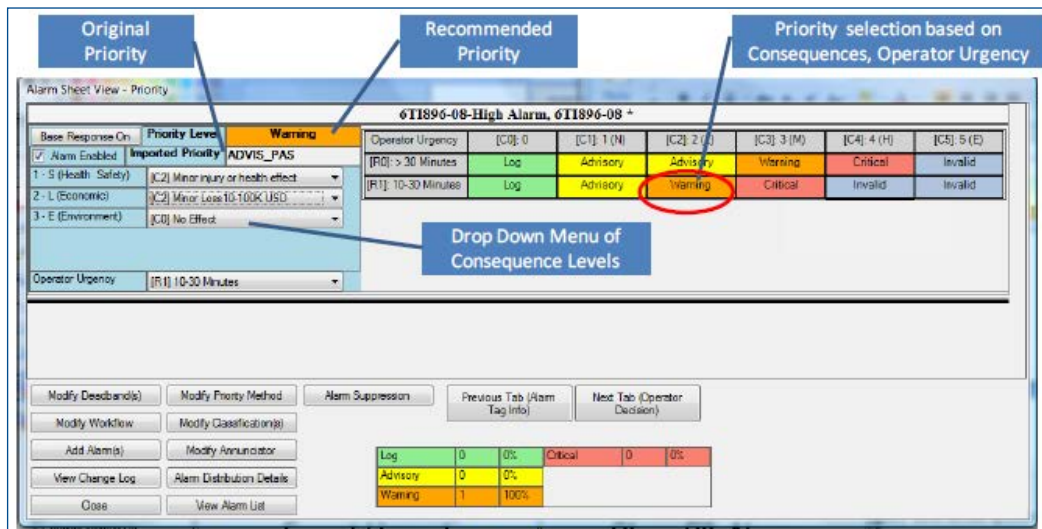 Original
Priority
Recommended
Priority
Priority selection based on
Consequences, Operator Urgency
Alarm Sheet View - Priority
6TI896-08-High Alarm, 6TI896-08 +
Base Response On Priority Level Warning
Alarm Enabled Imported Priority ADVIS_PAS
1 - S (Health Safety) [C2] Minor injury or health effect
2 - L (Economic) [C2] Minor Loss 10-100K USD
3 - E (Environment) [C0] No Effect
Operator Urgency [R1] 10-30 Minutes
Operator Urgency [C0]: 0 [C1]: 1 (N) [C2]: 2 [C3]: 3 (M) [C4]: 4 (H) [C5]: 5 (E)
[R0]: > 30 Minutes Log Advisory Advisory Warning Critical Invalid
[R1]: 10-30 Minutes Log Advisory Warning Critical Invalid Invalid
Drop Down Menu of
Consequence Levels
Modify Deadband(s) Modify Priority Method Alarm Suppression Previous Tab (Alarm
Tag Info) Next Tab (Operator
Decision)
Modify Workflow Modify Classification(s)
Add Alarm(s) Modify Annunciator
View Change Log Alarm Distribution Details
Close View Alarm List
Log 0 0% Critical 0 0%
Advisory 0 0%
Warning 1 100%